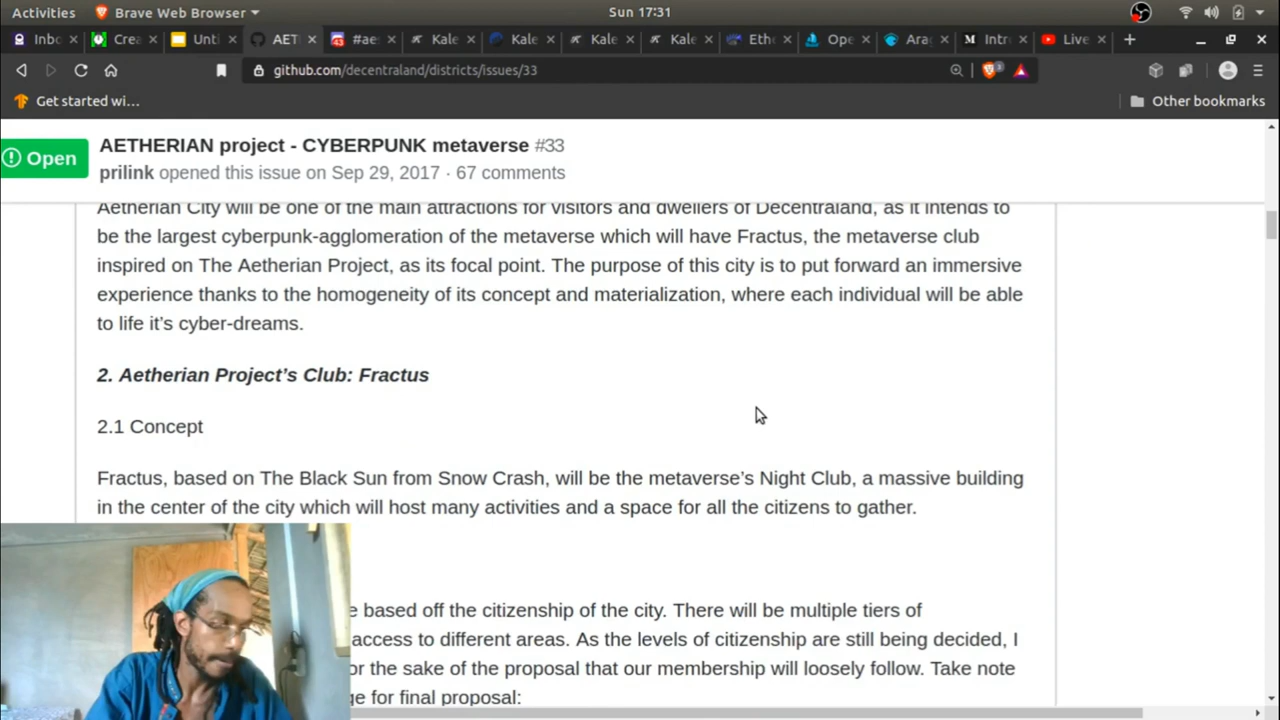 Activities
Brave Web Browser
Sun 17:31
Inbo
Crea
Unti
AET
#ae
Kale
Kale
Kale
Kale
Ethe
Ope
Arag
Intro
Live
github.com/decentraland/districts/issues/33
Get started wi...
Other bookmarks
Open
AETHERIAN project - CYBERPUNK metaverse #33
prilink opened this issue on Sep 29, 2017 · 67 comments
Aetherian City will be one of the main attractions for visitors and dwellers of Decentraland, as it intends to
be the largest cyberpunk-agglomeration of the metaverse which will have Fractus, the metaverse club
inspired on The Aetherian Project, as its focal point. The purpose of this city is to put forward an immersive
experience thanks to the homogeneity of its concept and materialization, where each individual will be able
to life it's cyber-dreams.
2. Aetherian Project's Club: Fractus
2.1 Concept
Fractus, based on The Black Sun from Snow Crash, will be the metaverse's Night Club, a massive building
in the center of the city which will host many activities and a space for all the citizens to gather.
e based off the citizenship of the city. There will be multiple tiers of
access to different areas. As the levels of citizenship are still being decided, I
or the sake of the proposal that our membership will loosely follow. Take note
ge for final proposal: